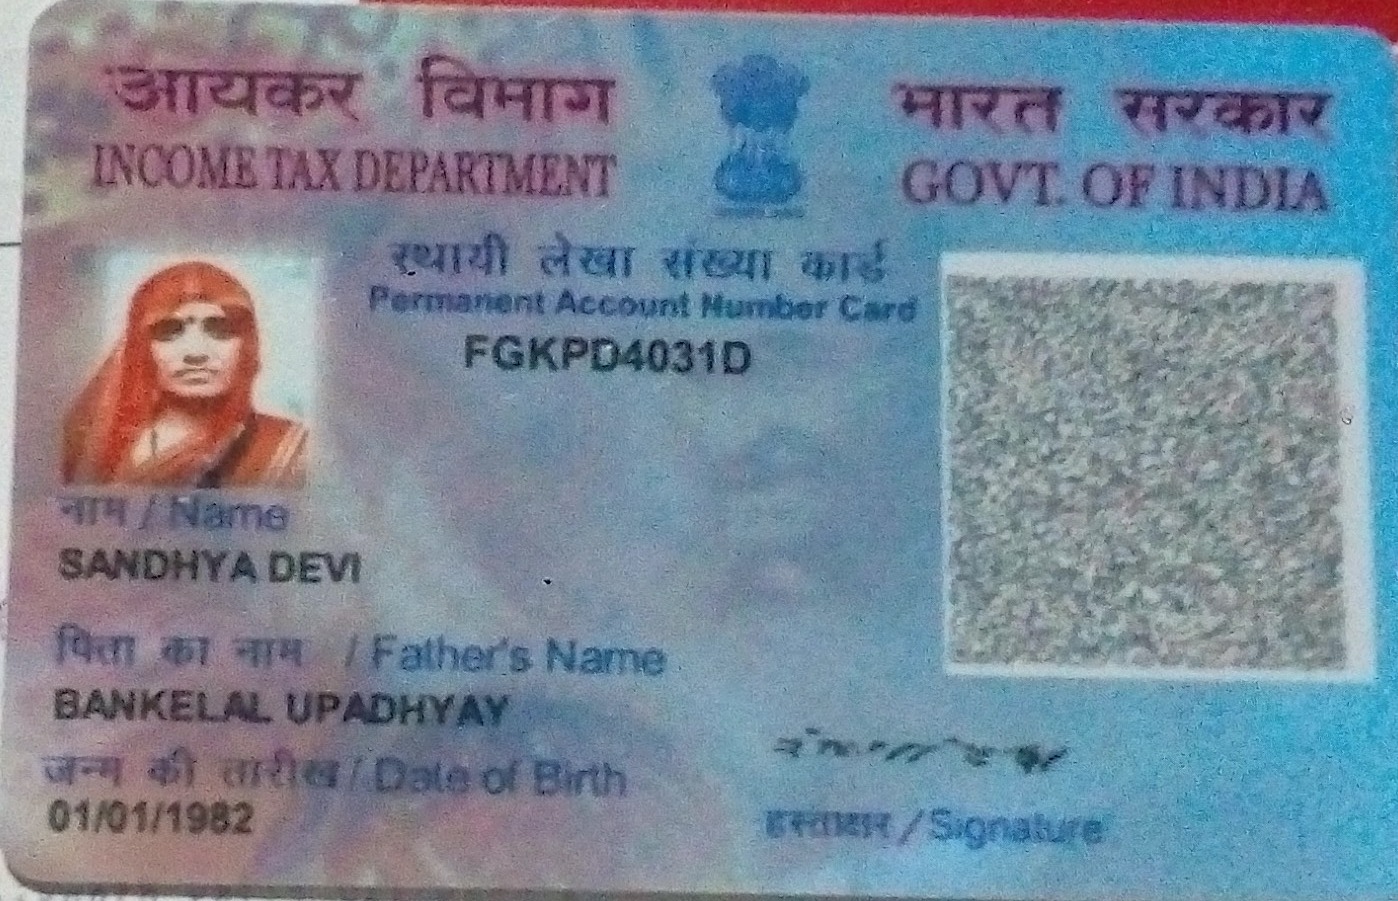 आयकर विभाग
INCOME TAX DEPARTMENT
भारत सरकार
GOVT. OF INDIA
स्थायी लेखा संख्या कार्ड
Permanent Account Number Card
FGKPD4031D
नाम / Name
SANDHYA DEVI
पिता का नाम / Father's Name
BANKELAL UPADHYAY
जन्म की तारीख / Date of Birth
01/01/1982
हस्ताक्षर / Signature